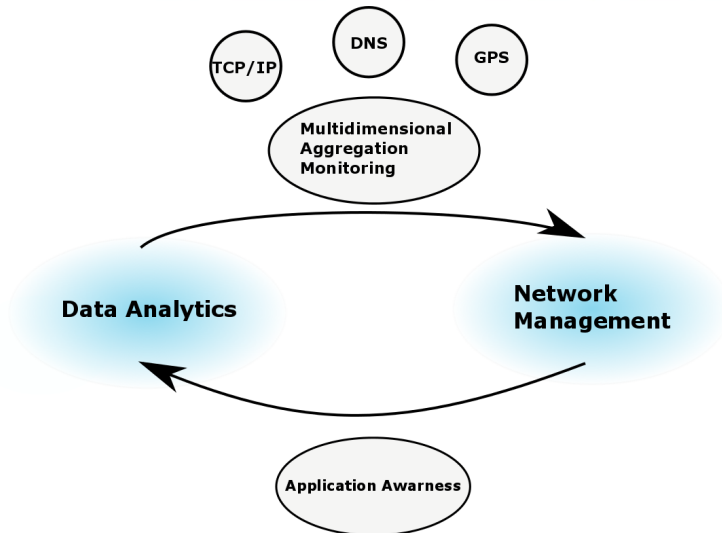 DNS
TCP/IP
GPS
Multidimensional
Aggregation
Monitoring
Data Analytics
Network
Management
Application Awarness